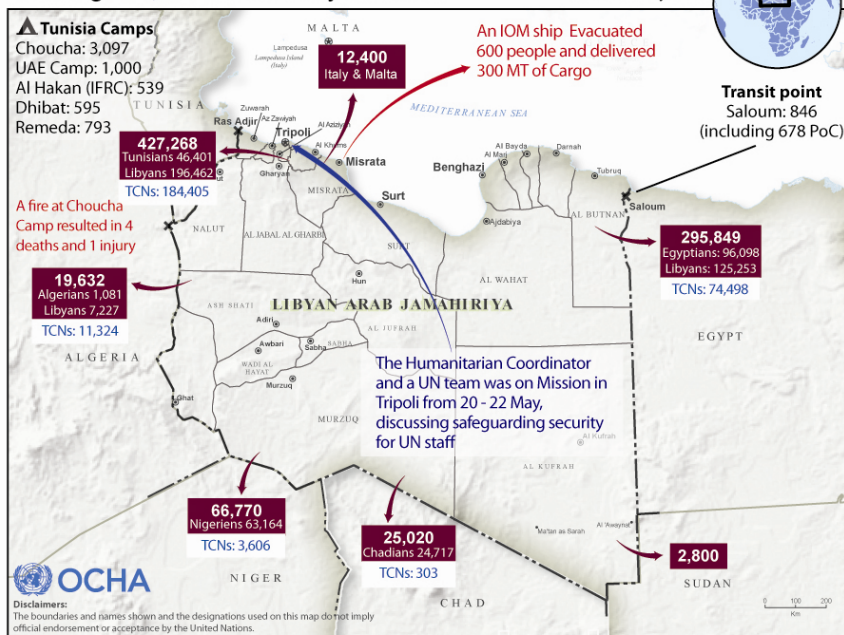 Tunisia Camps
Choucha: 3,097
UAE Camp: 1,000
Al Hakan (IFRC): 539
Dhibat: 595
Remeda: 793
MALTA
Lampedusa
Lampedusa Island
(Italy)
12,400
Italy & Malta
An IOM ship Evacuated
600 people and delivered
300 MT of Cargo
MEDITERRANEAN SEA
Transit point
Saloum: 846
(including 678 PoC)
TUNISIA
Zuwarah
Ras Adjir
Az Zawiyah
Tripoli
Al Aziziyah
Al Khums
Misrata
Gharyan
427,268
Tunisians 46,401
Libyans 196,462
TCNs: 184,405
MISRATA
Surt
Benghazi
Al Marj
Al Bayda
Darnah
Tubruq
Saloum
Ajdabiya
AL BUTNAN
A fire at Choucha
Camp resulted in 4
deaths and 1 injury
NALUT
AL JABAL AL GHARBI
SURT
295,849
Egyptians: 96,098
Libyans: 125,253
TCNs: 74,498
19,632
Algerians 1,081
Libyans 7,227
TCNs: 11,324
Hun
AL WAHAT
ASH SHATI
LIBYAN ARAB JAMAHIRIYA
Adiri
AL JUFRAH
EGYPT
ALGERIA
Awbari
Sabha
SABHA
WADI AL
HAYAT
Murzuq
The Humanitarian Coordinator
and a UN team was on Mission in
Tripoli from 20 - 22 May,
discussing safeguarding security
for UN staff
Ghat
MURZUQ
Al Kufrah
AL KUFRAH
66,770
Nigeriens 63,164
TCNs: 3,606
25,020
Chadians 24,717
TCNs: 303
Ma'tan as Sarah
Al 'Awaynat
2,800
OCHA
NIGER
CHAD
SUDAN
0 100 200
Km
Disclaimers:
The boundaries and names shown and the designations used on this map do not imply
official endorsement or acceptance by the United Nations.